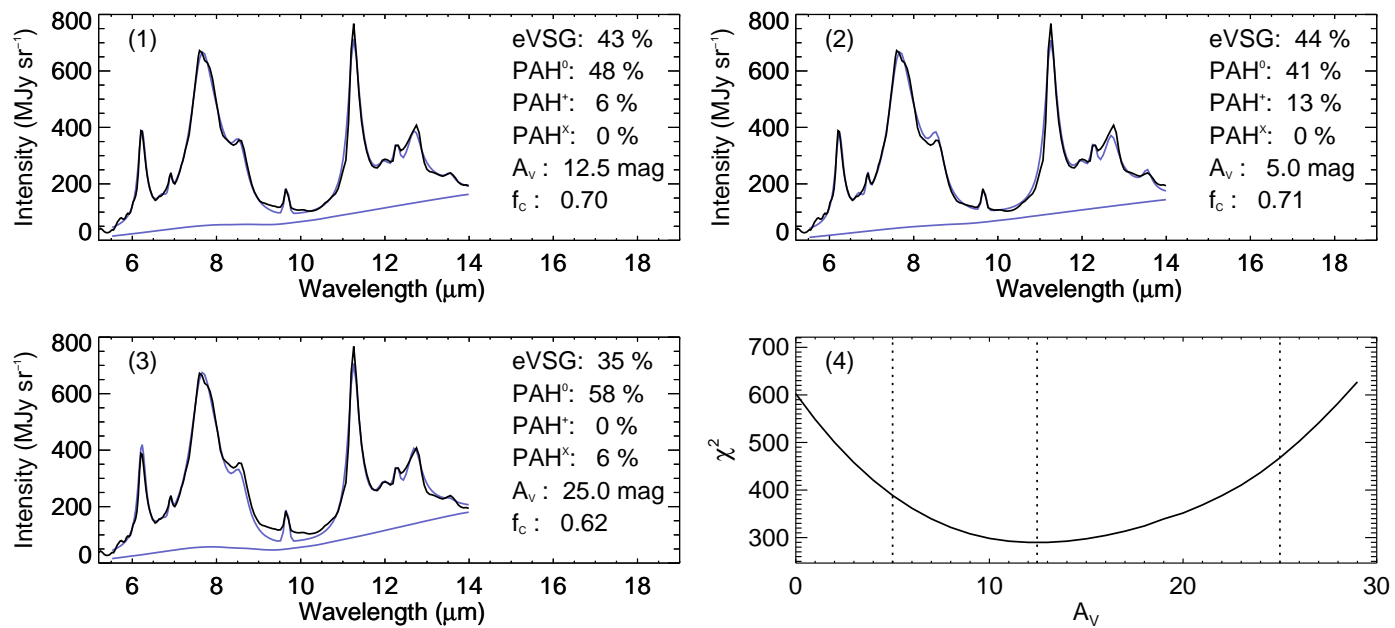 (1)
eVSG: 43 %
PAH⁰: 48 %
PAH⁺: 6 %
PAHˣ: 0 %
Aᵥ : 12.5 mag
f_c : 0.70
Intensity (MJy sr⁻¹)
800
600
400
200
0
6 8 10 12 14 16 18
Wavelength (μm)
(2)
eVSG: 44 %
PAH⁰: 41 %
PAH⁺: 13 %
PAHˣ: 0 %
Aᵥ : 5.0 mag
f_c : 0.71
Intensity (MJy sr⁻¹)
800
600
400
200
0
6 8 10 12 14 16 18
Wavelength (μm)
(3)
eVSG: 35 %
PAH⁰: 58 %
PAH⁺: 0 %
PAHˣ: 6 %
Aᵥ : 25.0 mag
f_c : 0.62
Intensity (MJy sr⁻¹)
800
600
400
200
0
6 8 10 12 14 16 18
Wavelength (μm)
(4)
χ²
700
600
500
400
300
0 10 20 30
Aᵥ